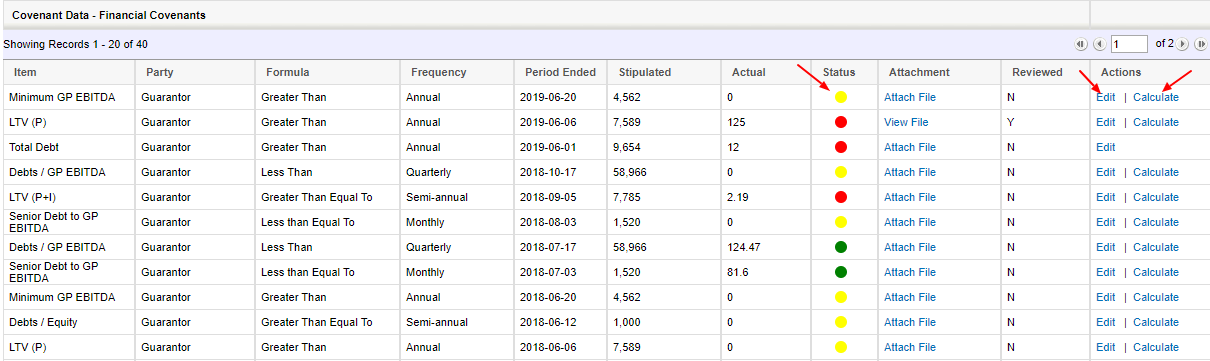 Covenant Data - Financial Covenants
Showing Records 1 - 20 of 40 1 of 2
Item Party Formula Frequency Period Ended Stipulated Actual Status Attachment Reviewed Actions
Minimum GP EBITDA Guarantor Greater Than Annual 2019-06-20 4,562 0 Attach File N Edit | Calculate
LTV (P) Guarantor Greater Than Annual 2019-06-06 7,589 125 View File Y Edit | Calculate
Total Debt Guarantor Greater Than Annual 2019-06-01 9,654 12 Attach File N Edit
Debts / GP EBITDA Guarantor Less Than Quarterly 2018-10-17 58,966 0 Attach File N Edit | Calculate
LTV (P+I) Guarantor Greater Than Equal To Semi-annual 2018-09-05 7,785 2.19 Attach File N Edit | Calculate
Senior Debt to GP
EBITDA Guarantor Less than Equal To Monthly 2018-08-03 1,520 0 Attach File N Edit | Calculate
Debts / GP EBITDA Guarantor Less Than Quarterly 2018-07-17 58,966 124.47 Attach File N Edit | Calculate
Senior Debt to GP
EBITDA Guarantor Less than Equal To Monthly 2018-07-03 1,520 81.6 Attach File N Edit | Calculate
Minimum GP EBITDA Guarantor Greater Than Annual 2018-06-20 4,562 0 Attach File N Edit | Calculate
Debts / Equity Guarantor Greater Than Equal To Semi-annual 2018-06-12 1,000 0 Attach File N Edit | Calculate
LTV (P) Guarantor Greater Than Annual 2018-06-06 7,589 0 Attach File N Edit | Calculate